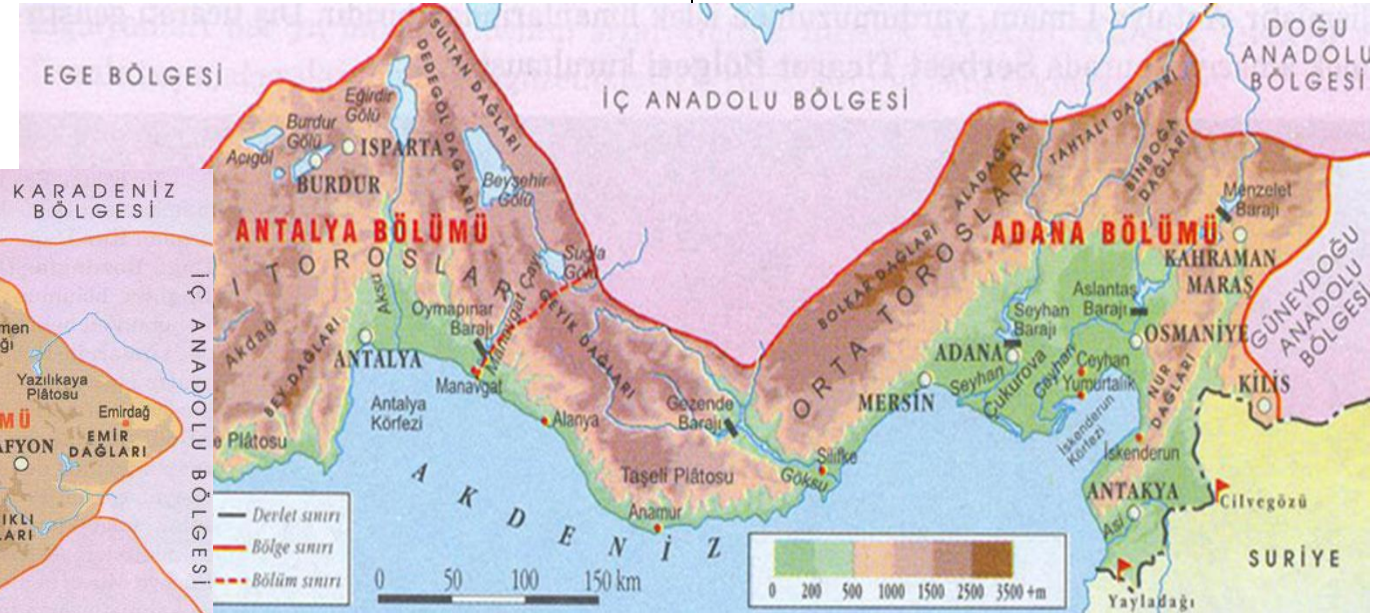 EGE BÖLGESİ
İÇ ANADOLU BÖLGESİ
DOĞU
ANADOLU
BÖLGESİ
KARADENİZ
BÖLGESİ
İÇ ANADOLU BÖLGESİ
GÜNEYDOĞU
ANADOLU
BÖLGESİ
SULTAN DAĞLARI
DEDEGÖL DAĞLARI
Eğirdir
Gölü
Burdur
Gölü
Acıgöl
ISPARTA
BURDUR
Beyşehir
Gölü
ANTALYA BÖLÜMÜ
TOROSLAR
Suğla
Gölü
Aksu
Oymapınar
Barajı
Manavgat Çayı
GEYİK DAĞLARI
Akdağ
BEY DAĞLARI
ANTALYA
Manavgat
Antalya
Körfezi
Alanya
Gezende
Barajı
Taşeli Plâtosu
Anamur
Göksu
Silifke
e Plâtosu
AKDENİZ
ALADAĞLAR
TAHTALI DAĞLARI
BİNBOĞA
DAĞLARI
BOLKAR DAĞLARI
ORTA TOROSLAR
ADANA BÖLÜMÜ
Menzelet
Barajı
KAHRAMAN
MARAŞ
Aslantaş
Barajı
Seyhan
Barajı
OSMANİYE
ADANA
Seyhan
Çukurova
Ceyhan
Ceyhan
Yumurtalık
MERSİN
İskenderun
Körfezi
NUR
DAĞLARI
İskenderun
KİLİS
ANTAKYA
Asi
Cilvegözü
Yayladağı
SURİYE
men
ğı
Yazılıkaya
Plâtosu
Emirdağ
MÜ
EMİR
DAĞLARI
AFYON
IKLI
LARI
Devlet sınırı
Bölge sınırı
Bölüm sınırı
0 50 100 150 km
0 200 500 1000 1500 2500 3500 +m